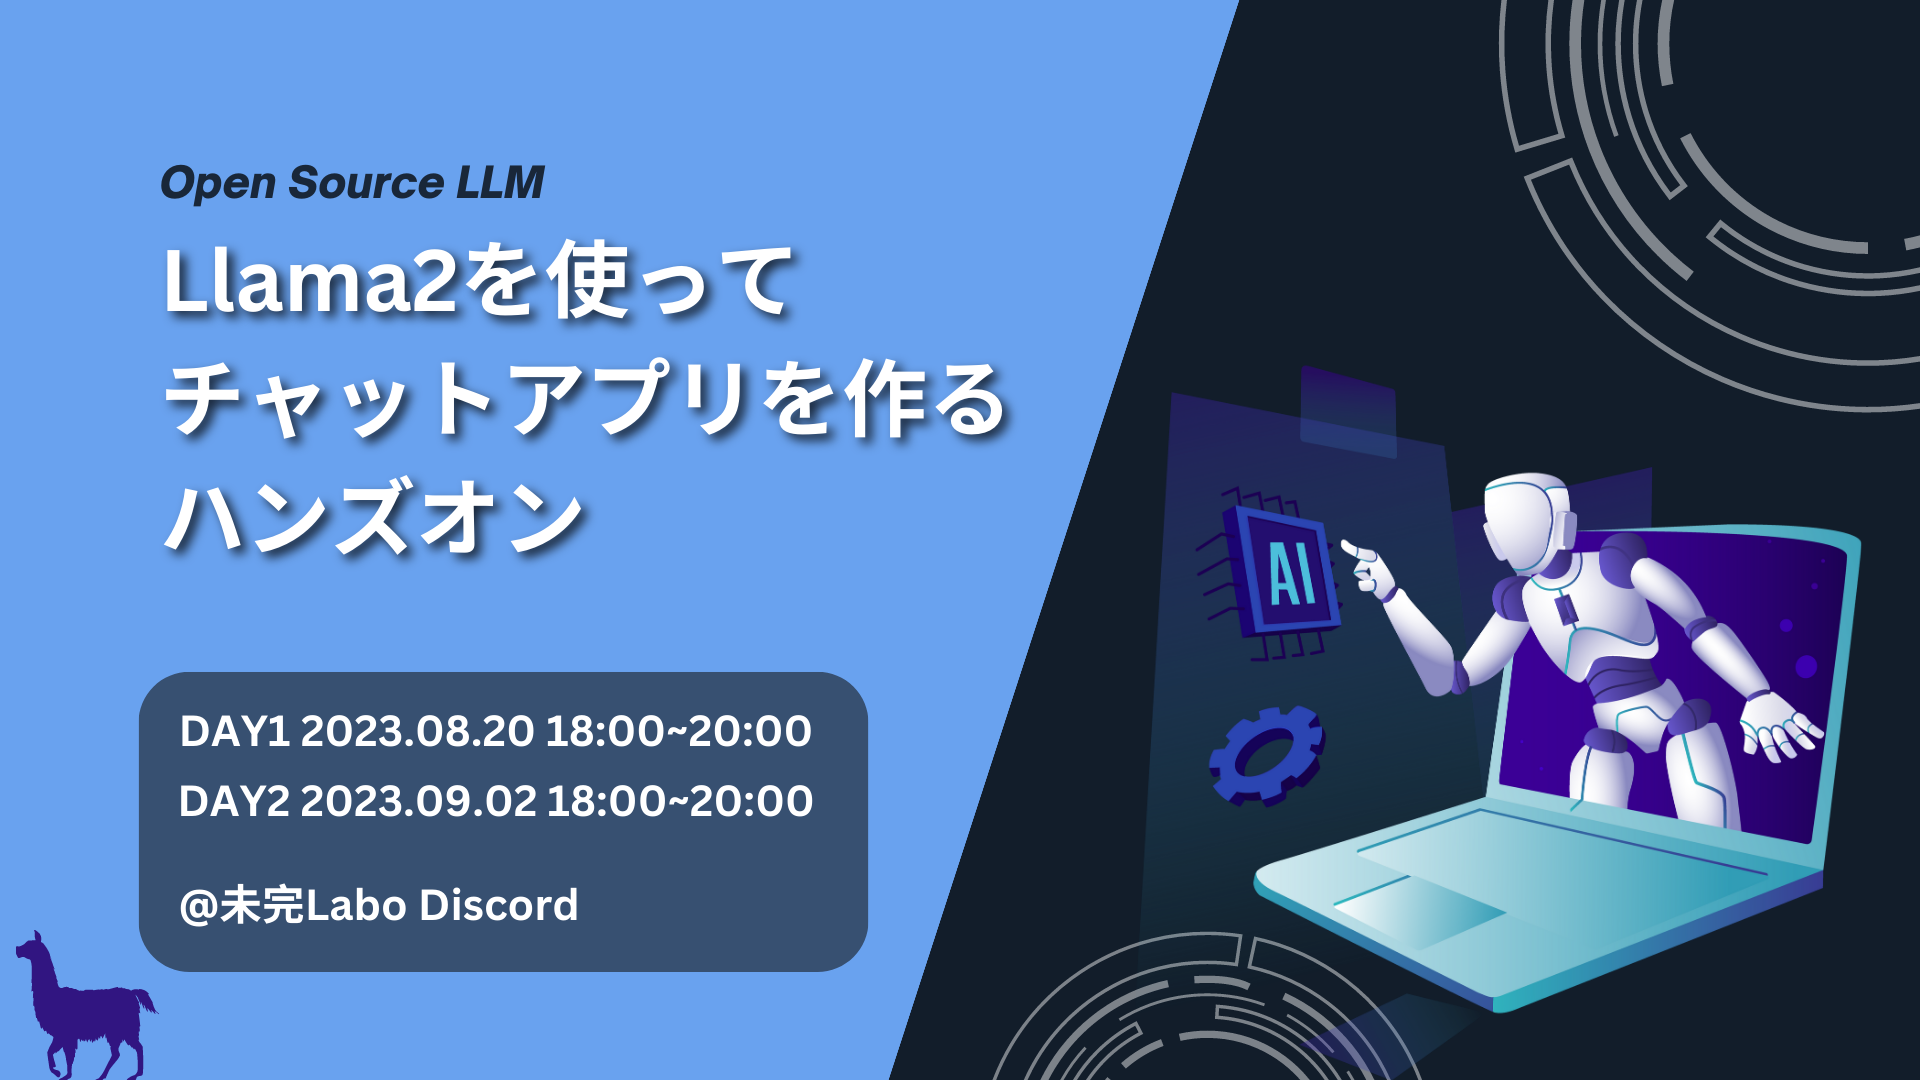 Open Source LLM
Llama2を使って
チャットアプリを作る
ハンズオン
DAY1 2023.08.20 18:00~20:00
DAY2 2023.09.02 18:00~20:00
@未完Labo Discord
AI